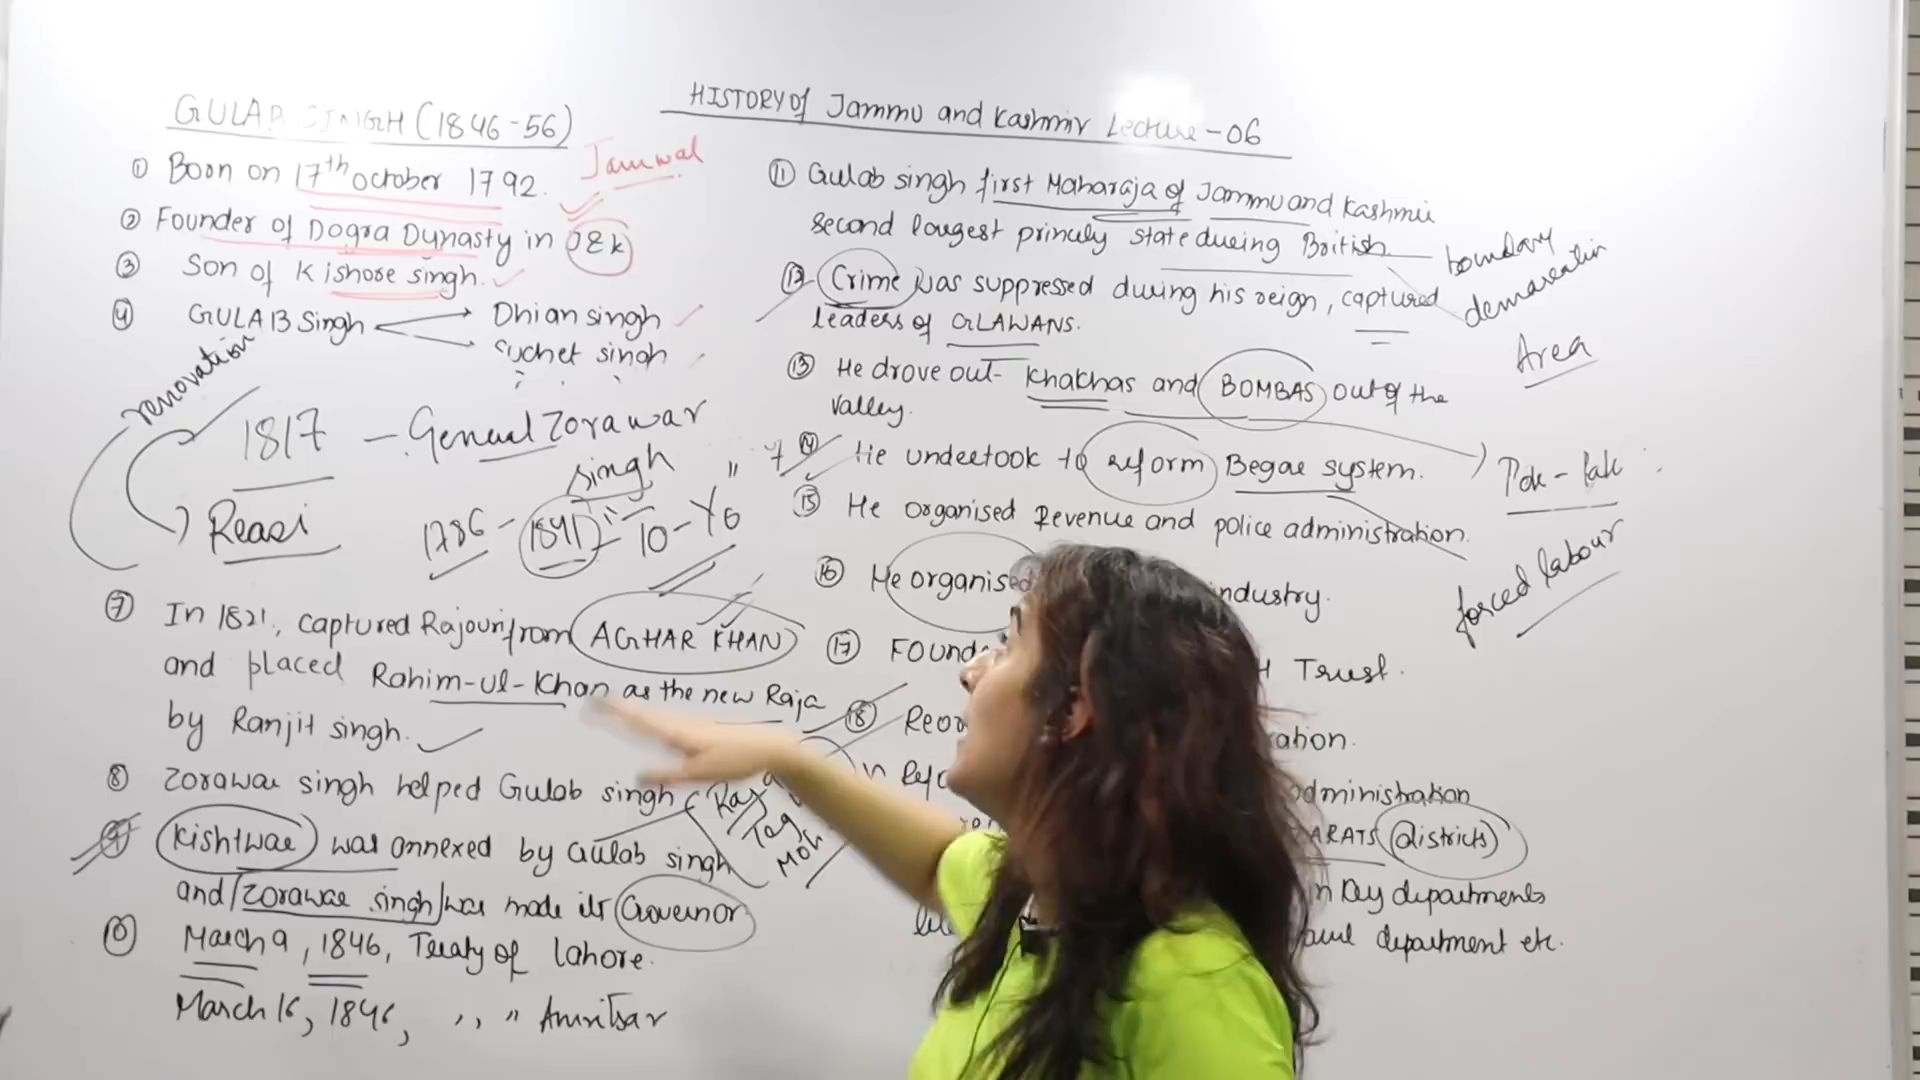 HISTORY of Jammu and Kashmir Lecture -06
GULAB SINGH (1846-56)
Jamwal
① Born on 17th october 1792.
② Founder of Dogra Dynasty in J&k
③ Son of Kishore singh.
④ GULAB Singh
Dhian singh
Suchet singh
renovation
1817 - General Zorawar
singh
Reasi
1786 - 1841 - 10-Yo
⑦ In 1821, captured Rajouri from AGHAR KHAN
and placed Rahim-ul-Khan as the new Raja
by Ranjit singh.
⑧ Zorawar singh helped Gulab singh
Raja
Tag
Moh
⑨ Kishtwar was annexed by Gulab singh
and Zorawar singh was made its Governor
⑩ March 9, 1846, Treaty of Lahore.
March 16, 1846, ,, " Amritsar
⑪ Gulab singh first Maharaja of Jammu and Kashmir
second largest princely state during British
boundary
demarcation
Area
⑫ Crime was suppressed during his reign, captured
leaders of GLAWANS.
⑬ He drove out Khakhas and BOMBAS out of the
valley.
Pok - Pak
⑭ He undertook to reform Begar system.
forced labour
⑮ He organised Revenue and police administration.
⑯ He organised industry.
⑰ Found H Trust.
⑱ Reor ation.
administration
ARATS (districts)
in key departments
department etc.